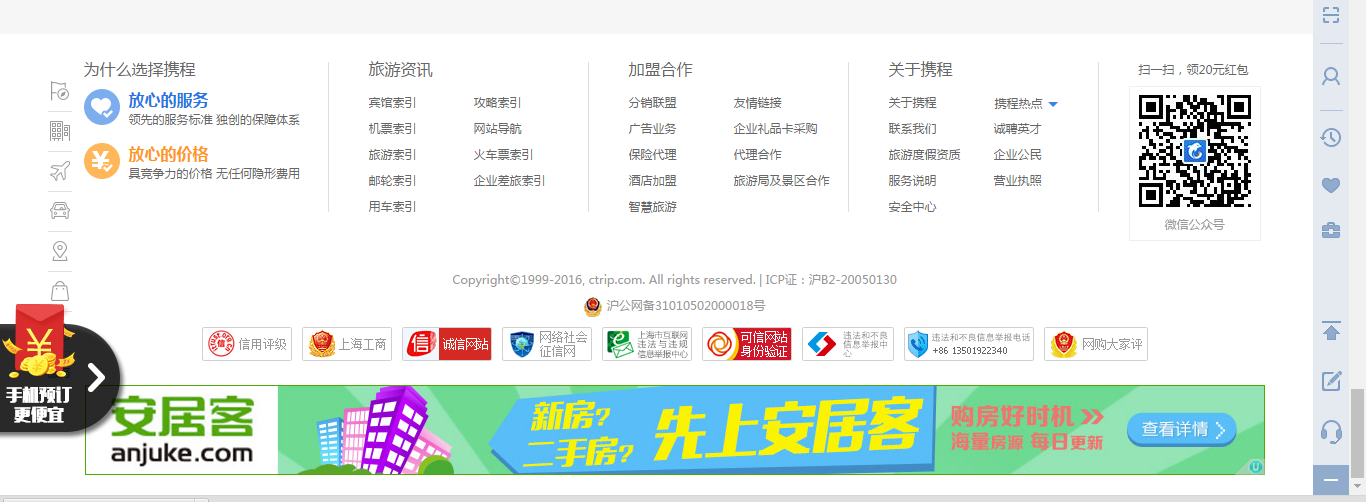 为什么选择携程
放心的服务
领先的服务标准 独创的保障体系
放心的价格
具竞争力的价格 无任何隐形费用
旅游资讯
宾馆索引 攻略索引
机票索引 网站导航
旅游索引 火车票索引
邮轮索引 企业差旅索引
用车索引
加盟合作
分销联盟 友情链接
广告业务 企业礼品卡采购
保险代理 代理合作
酒店加盟 旅游局及景区合作
智慧旅游
关于携程
关于携程 携程热点
联系我们 诚聘英才
旅游度假资质 企业公民
服务说明 营业执照
安全中心
扫一扫，领20元红包
微信公众号
Copyright©1999-2016, ctrip.com. All rights reserved. | ICP证：沪B2-20050130
沪公网备31010502000018号
信用评级
上海工商
信 诚信网站
网络社会
征信网
上海市互联网
违法与违规
信息举报中心
可信网站
身份验证
违法和不良
信息举报中
心
违法和不良信息举报电话
+86 13501922340
网购大家评
手机预订
更便宜
安居客
anjuke.com
新房?
二手房?
先上安居客
购房好时机
海量房源 每日更新
查看详情